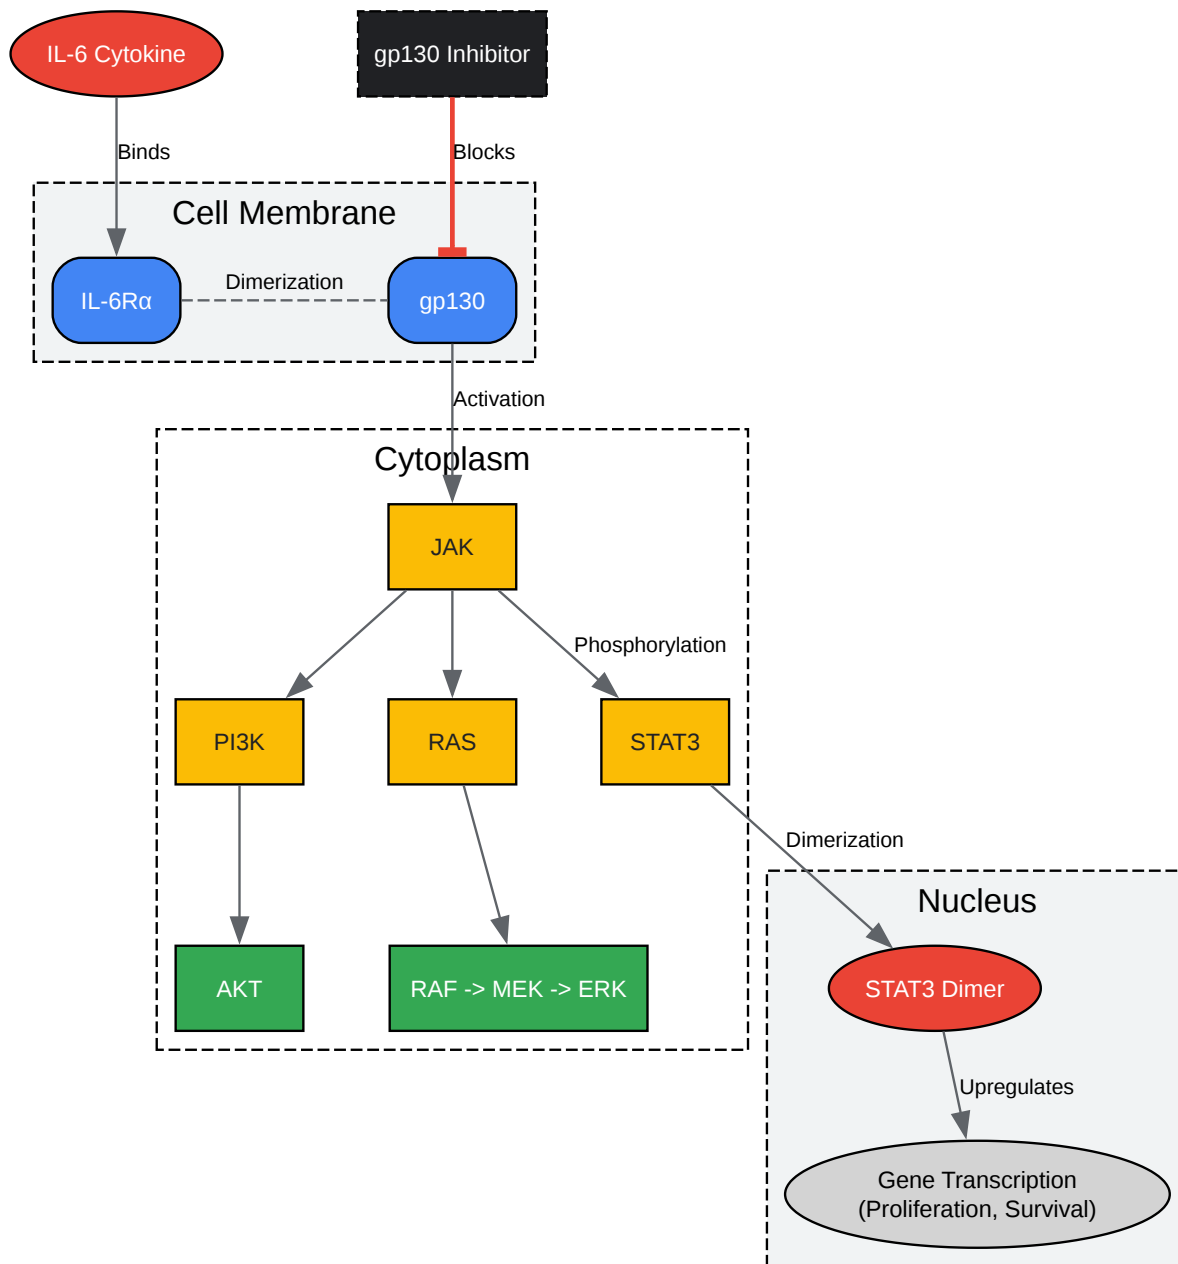 IL-6 Cytokine
gp130 Inhibitor
Binds
Blocks
Cell Membrane
Dimerization
IL-6Rα
gp130
Activation
Cytoplasm
JAK
Phosphorylation
PI3K
RAS
STAT3
Dimerization
Nucleus
AKT
RAF -> MEK -> ERK
STAT3 Dimer
Upregulates
Gene Transcription
(Proliferation, Survival)